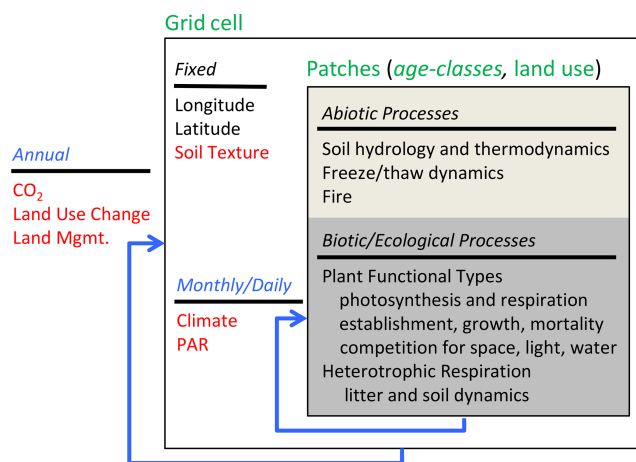 Grid cell
Fixed
Longitude
Latitude
Soil Texture
Patches (age-classes, land use)
Abiotic Processes
Soil hydrology and thermodynamics
Freeze/thaw dynamics
Fire
Annual
CO₂
Land Use Change
Land Mgmt.
Biotic/Ecological Processes
Plant Functional Types
photosynthesis and respiration
establishment, growth, mortality
competition for space, light, water
Heterotrophic Respiration
litter and soil dynamics
Monthly/Daily
Climate
PAR